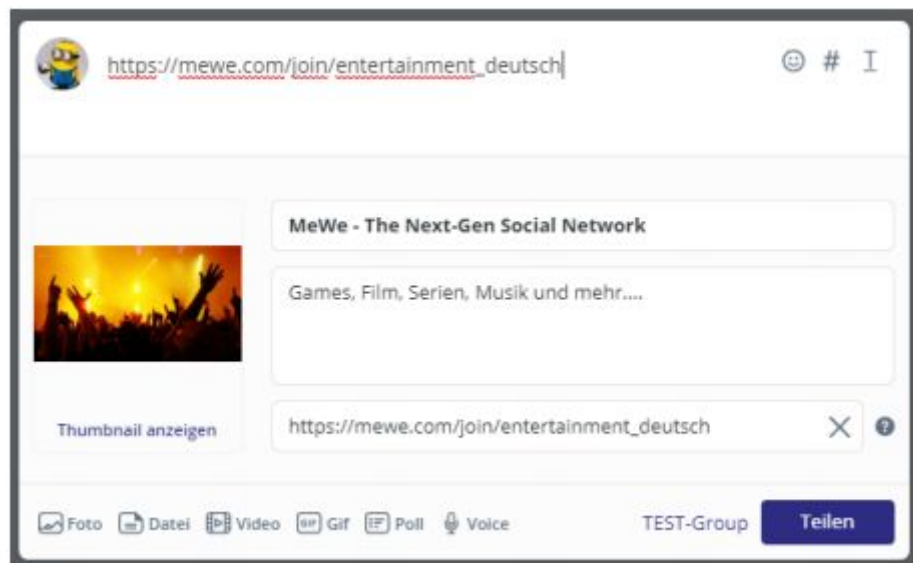 https://mewe.com/join/entertainment_deutsch
#
MeWe - The Next-Gen Social Network
Games, Film, Serien, Musik und mehr....
Thumbnail anzeigen
https://mewe.com/join/entertainment_deutsch
Foto Datei Video GIF Gif Poll Voice TEST-Group Teilen